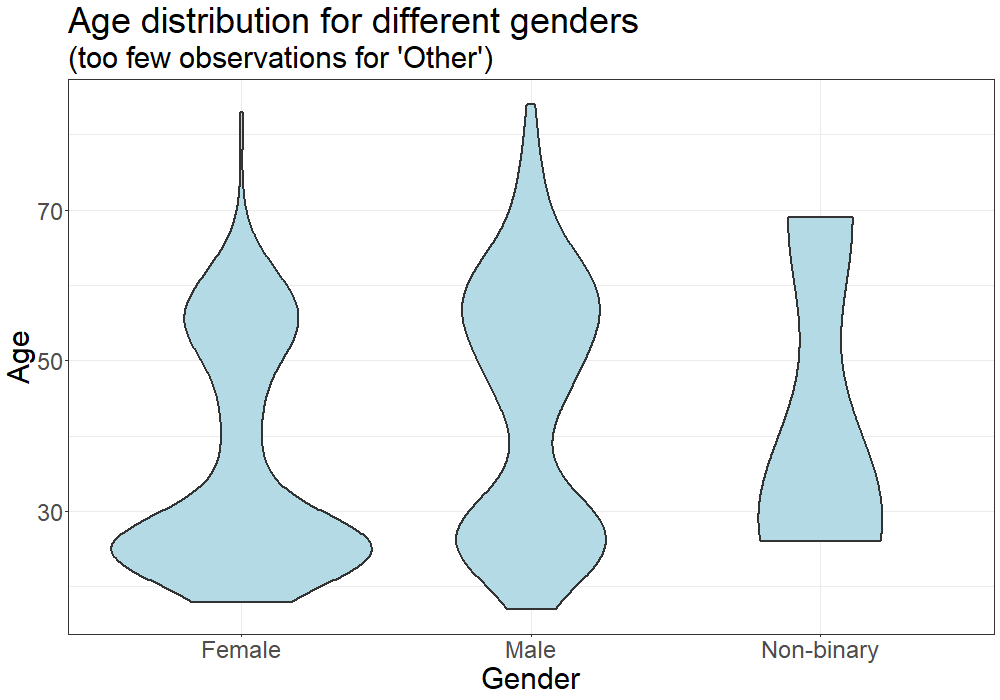 Age distribution for different genders
(too few observations for 'Other')
Age
70
50
30
Female
Male
Non-binary
Gender